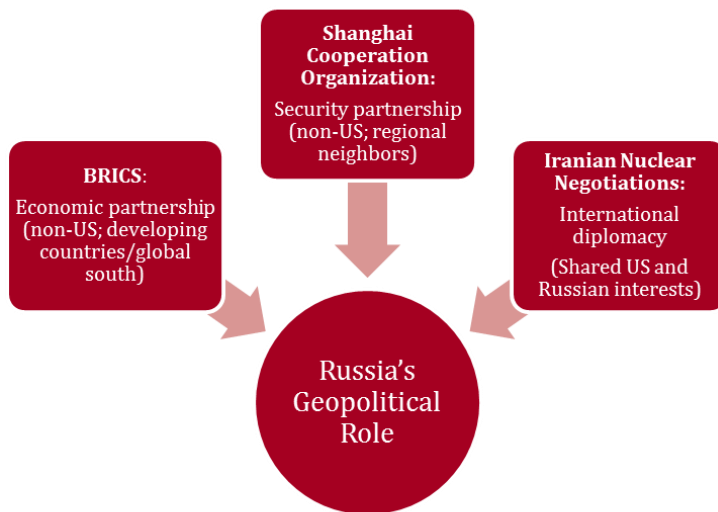 BRICS:
Economic partnership
(non-US; developing
countries/global
south)
Shanghai
Cooperation
Organization:
Security partnership
(non-US; regional
neighbors)
Iranian Nuclear
Negotiations:
International
diplomacy
(Shared US and
Russian interests)
Russia’s
Geopolitical
Role